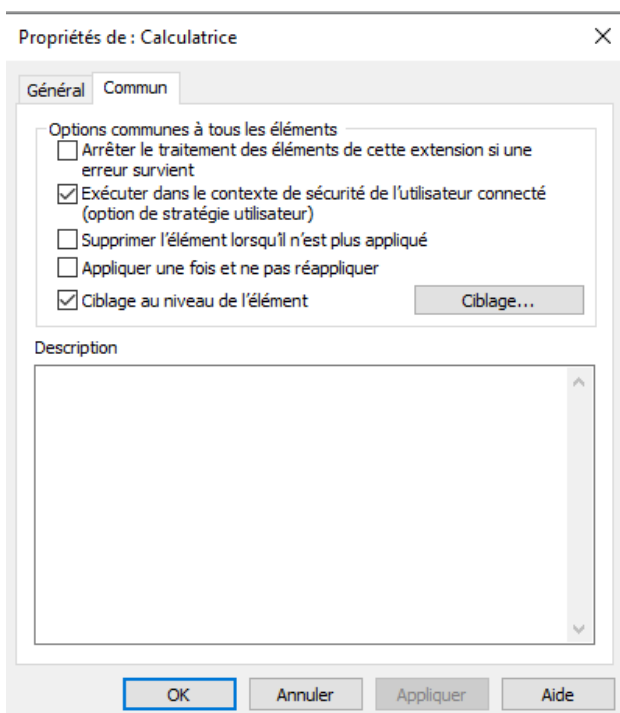 Propriétés de : Calculatrice
Général Commun
Options communes à tous les éléments
Arrêter le traitement des éléments de cette extension si une
erreur survient
Exécuter dans le contexte de sécurité de l'utilisateur connecté
(option de stratégie utilisateur)
Supprimer l'élément lorsqu'il n'est plus appliqué
Appliquer une fois et ne pas réappliquer
Ciblage au niveau de l'élément Ciblage...
Description
OK Annuler Appliquer Aide